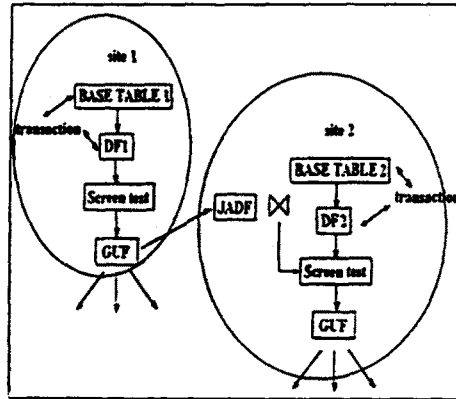 site 1
BASE TABLE 1
transaction
DF1
Screen test
GUF
site 2
BASE TABLE 2
transaction
JADF
DF2
Screen test
GUF